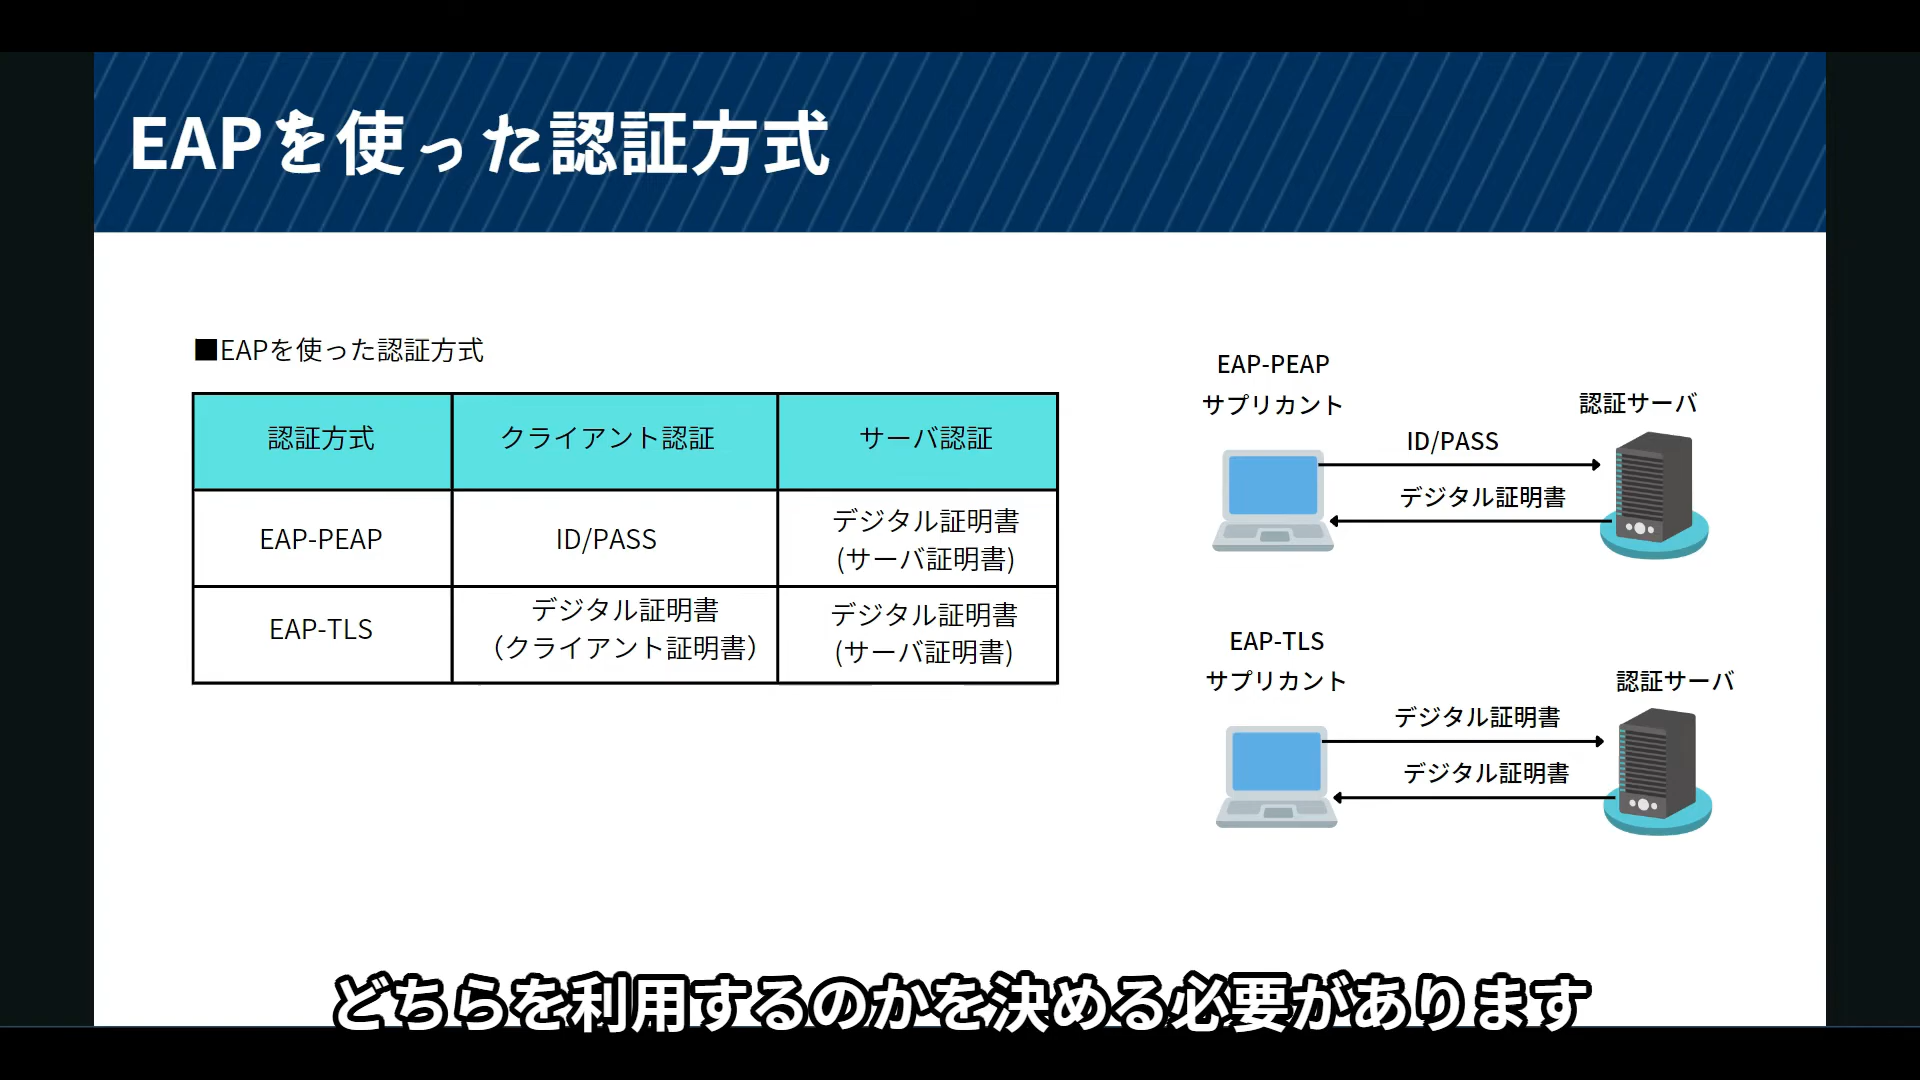 EAPを使った認証方式
■EAPを使った認証方式
認証方式 クライアント認証 サーバ認証
EAP-PEAP ID/PASS デジタル証明書
(サーバ証明書)
EAP-TLS デジタル証明書
（クライアント証明書） デジタル証明書
(サーバ証明書)
EAP-PEAP
サプリカント
認証サーバ
ID/PASS
デジタル証明書
EAP-TLS
サプリカント
認証サーバ
デジタル証明書
デジタル証明書
どちらを利用するのかを決める必要があります